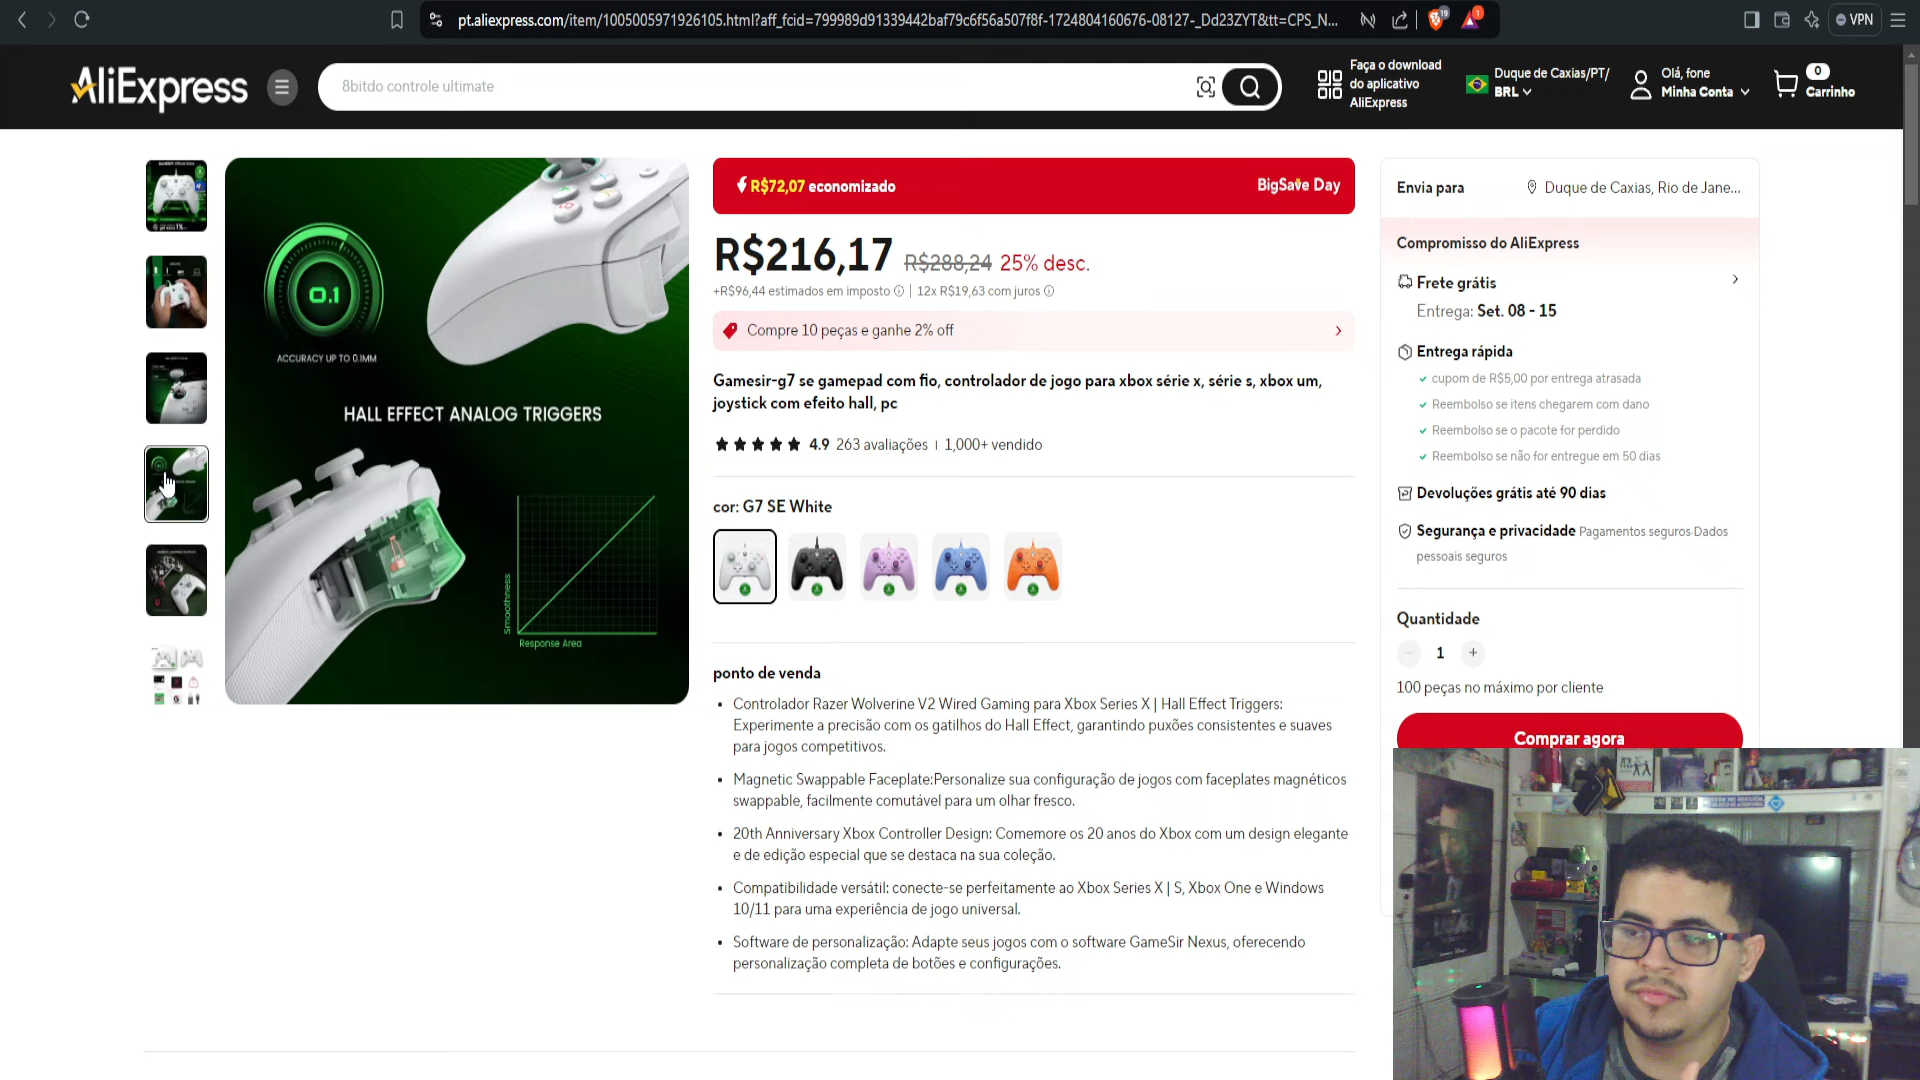 pt.aliexpress.com/item/1005005971926105.html?aff_fcid=799989d91339442baf79c6f56a507f8f-1724804160676-08127-_Dd23ZYT&tt=CPS_N...
19
1
VPN
AliExpress
8bitdo controle ultimate
Faça o download
do aplicativo
AliExpress
Duque de Caxias/PT/
BRL
Olá, fone
Minha Conta
0
Carrinho
R$72,07 economizado
BigSave Day
R$216,17 R$288,24 25% desc.
+R$96,44 estimados em imposto | 12x R$19,63 com juros
Compre 10 peças e ganhe 2% off
Gamesir-g7 se gamepad com fio, controlador de jogo para xbox série x, série s, xbox um,
joystick com efeito hall, pc
4.9 263 avaliações | 1,000+ vendido
cor: G7 SE White
ponto de venda
• Controlador Razer Wolverine V2 Wired Gaming para Xbox Series X | Hall Effect Triggers:
Experimente a precisão com os gatilhos do Hall Effect, garantindo puxões consistentes e suaves
para jogos competitivos.
• Magnetic Swappable Faceplate:Personalize sua configuração de jogos com faceplates magnéticos
swappable, facilmente comutável para um olhar fresco.
• 20th Anniversary Xbox Controller Design: Comemore os 20 anos do Xbox com um design elegante
e de edição especial que se destaca na sua coleção.
• Compatibilidade versátil: conecte-se perfeitamente ao Xbox Series X | S, Xbox One e Windows
10/11 para uma experiência de jogo universal.
• Software de personalização: Adapte seus jogos com o software GameSir Nexus, oferecendo
personalização completa de botões e configurações.
0.1
ACCURACY UP TO 0.1MM
HALL EFFECT ANALOG TRIGGERS
Smoothness
Response Area
Envia para
Duque de Caxias, Rio de Jane...
Compromisso do AliExpress
Frete grátis
Entrega: Set. 08 - 15
Entrega rápida
cupom de R$5,00 por entrega atrasada
Reembolso se itens chegarem com dano
Reembolso se o pacote for perdido
Reembolso se não for entregue em 50 dias
Devoluções grátis até 90 dias
Segurança e privacidade Pagamentos seguros·Dados
pessoais seguros
Quantidade
1
100 peças no máximo por cliente
Comprar agora